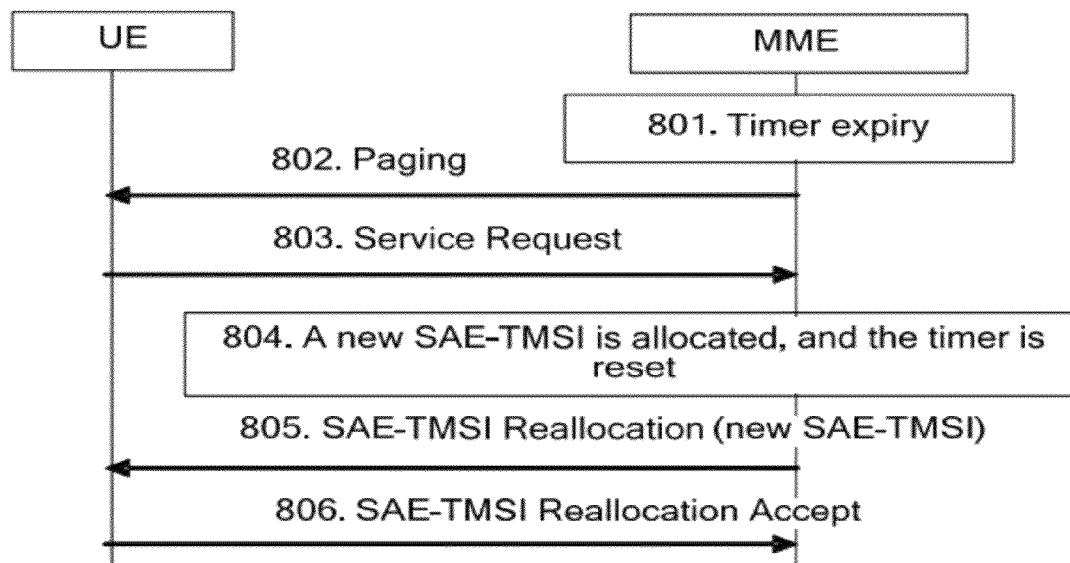 UE
MME
801. Timer expiry
802. Paging
803. Service Request
804. A new SAE-TMSI is allocated, and the timer is
reset
805. SAE-TMSI Reallocation (new SAE-TMSI)
806. SAE-TMSI Reallocation Accept